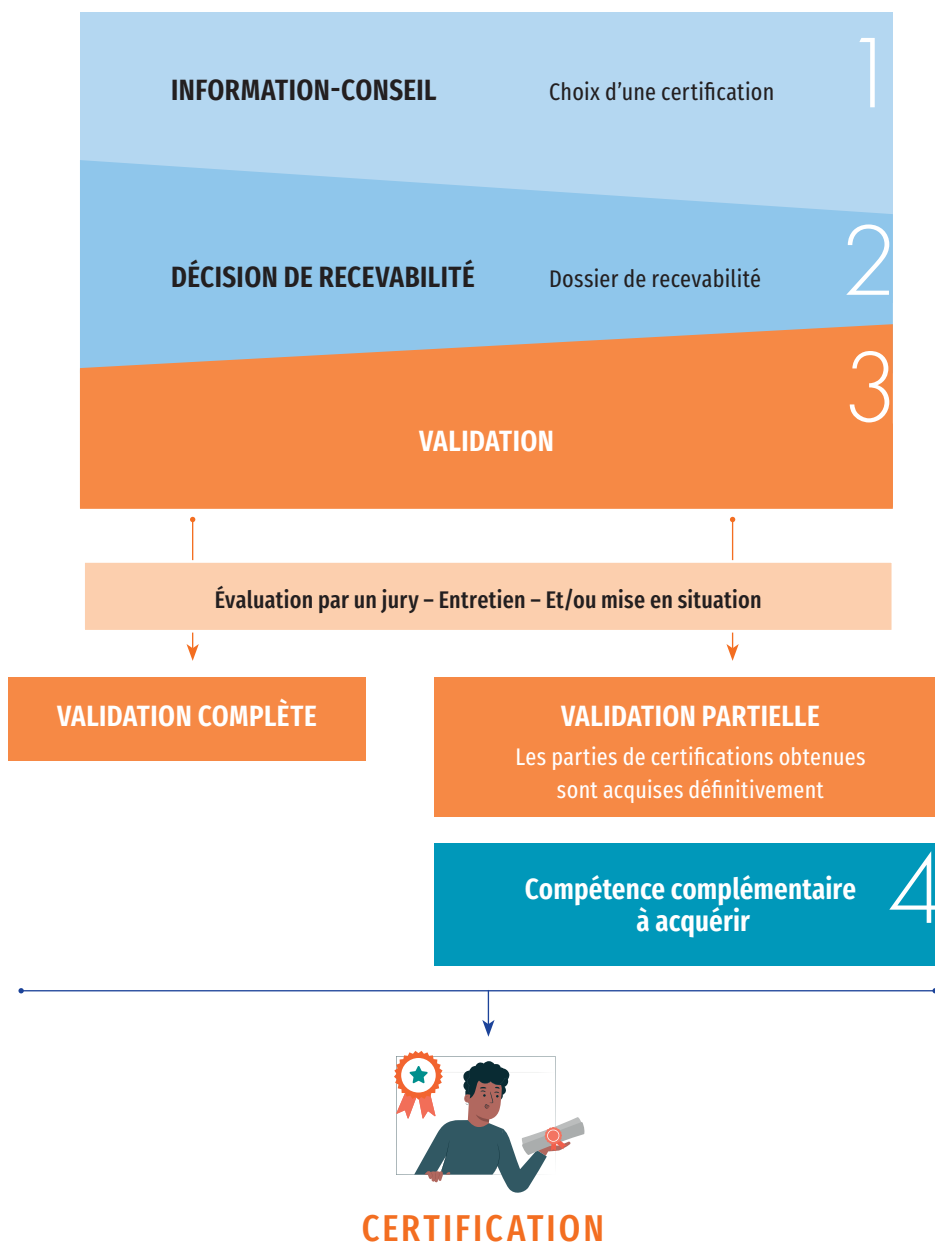 1
INFORMATION-CONSEIL Choix d'une certification
2
DÉCISION DE RECEVABILITÉ Dossier de recevabilité
3
VALIDATION
Évaluation par un jury – Entretien – Et/ou mise en situation
VALIDATION COMPLÈTE
VALIDATION PARTIELLE
Les parties de certifications obtenues
sont acquises définitivement
4
Compétence complémentaire
à acquérir
CERTIFICATION